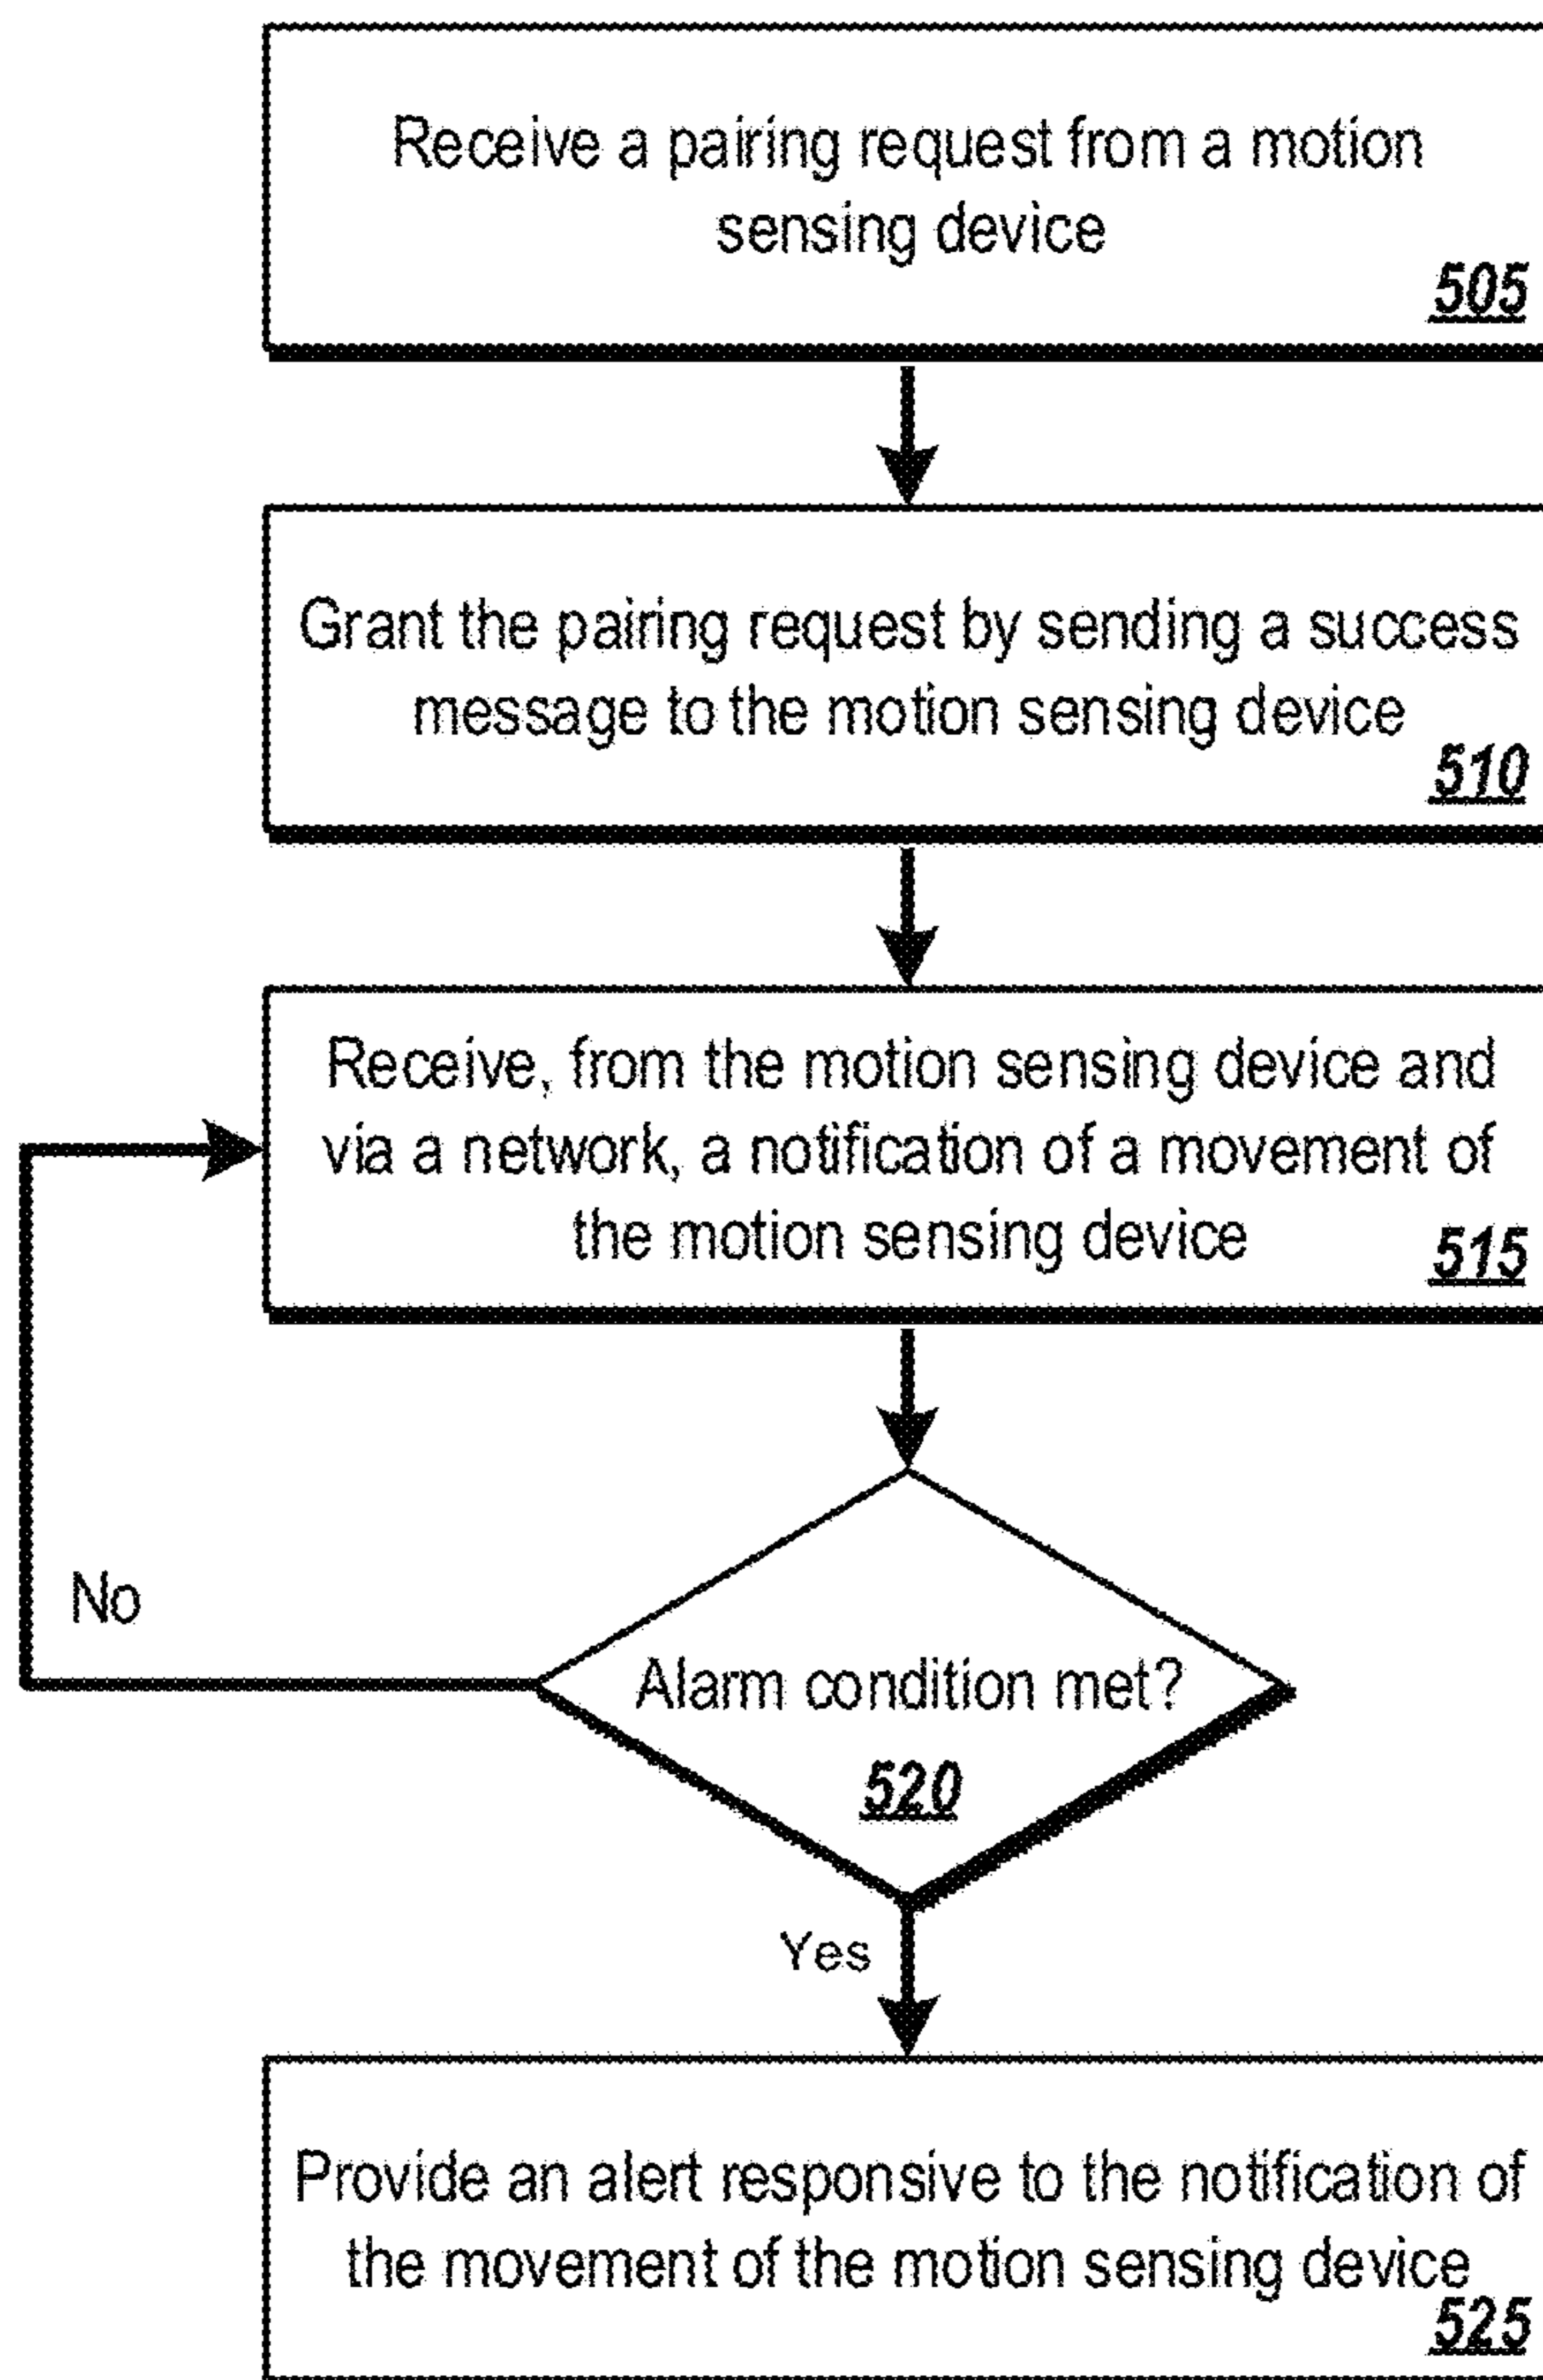 Receive a pairing request from a motion
sensing device
505
Grant the pairing request by sending a success
message to the motion sensing device
510
Receive, from the motion sensing device and
via a network, a notification of a movement of
the motion sensing device
515
No
Alarm condition met?
520
Yes
Provide an alert responsive to the notification of
the movement of the motion sensing device
525